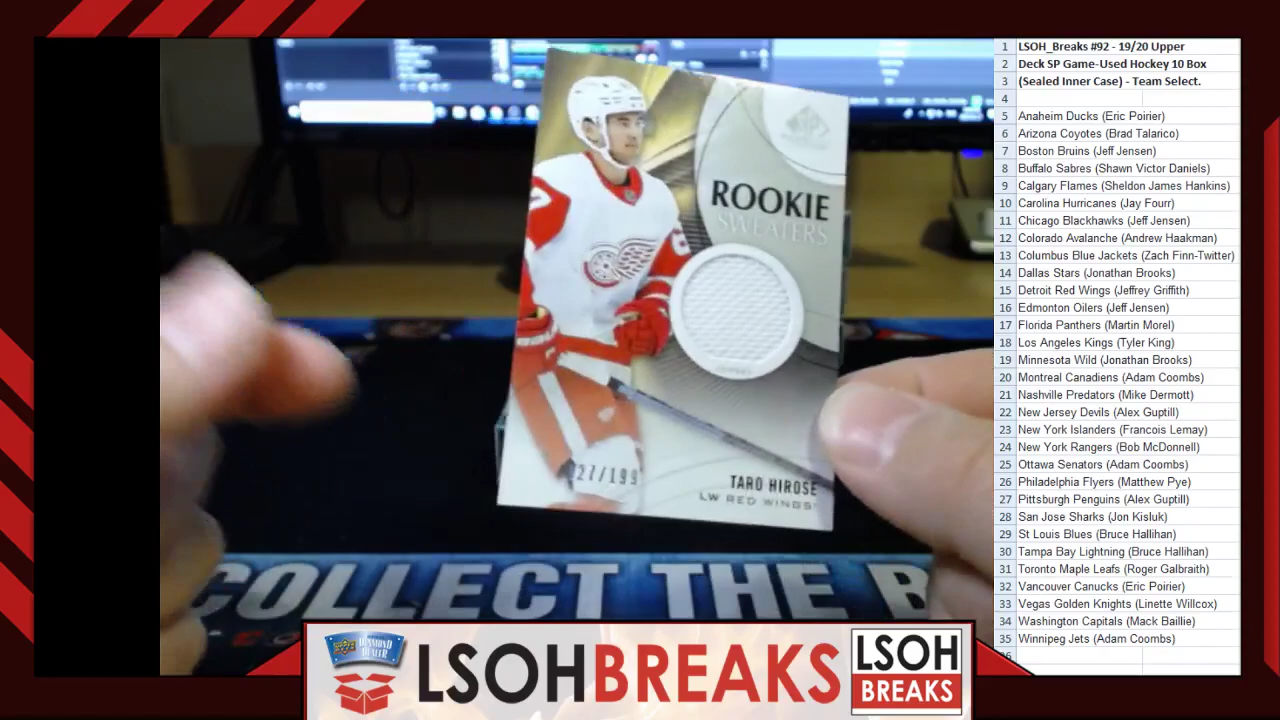 ROOKIE
SWEATERS
27/199
TARO HIROSE
LW RED WINGS
COLLECT THE B
LSOHBREAKS
LSOH
BREAKS
1 LSOH_Breaks #92 - 19/20 Upper
2 Deck SP Game-Used Hockey 10 Box
3 (Sealed Inner Case) - Team Select.
4
5 Anaheim Ducks (Eric Poirier)
6 Arizona Coyotes (Brad Talarico)
7 Boston Bruins (Jeff Jensen)
8 Buffalo Sabres (Shawn Victor Daniels)
9 Calgary Flames (Sheldon James Hankins)
10 Carolina Hurricanes (Jay Fourr)
11 Chicago Blackhawks (Jeff Jensen)
12 Colorado Avalanche (Andrew Haakman)
13 Columbus Blue Jackets (Zach Finn-Twitter)
14 Dallas Stars (Jonathan Brooks)
15 Detroit Red Wings (Jeffrey Griffith)
16 Edmonton Oilers (Jeff Jensen)
17 Florida Panthers (Martin Morel)
18 Los Angeles Kings (Tyler King)
19 Minnesota Wild (Jonathan Brooks)
20 Montreal Canadiens (Adam Coombs)
21 Nashville Predators (Mike Dermott)
22 New Jersey Devils (Alex Guptill)
23 New York Islanders (Francois Lemay)
24 New York Rangers (Bob McDonnell)
25 Ottawa Senators (Adam Coombs)
26 Philadelphia Flyers (Matthew Pye)
27 Pittsburgh Penguins (Alex Guptill)
28 San Jose Sharks (Jon Kisluk)
29 St Louis Blues (Bruce Hallihan)
30 Tampa Bay Lightning (Bruce Hallihan)
31 Toronto Maple Leafs (Roger Galbraith)
32 Vancouver Canucks (Eric Poirier)
33 Vegas Golden Knights (Linette Willcox)
34 Washington Capitals (Mack Baillie)
35 Winnipeg Jets (Adam Coombs)